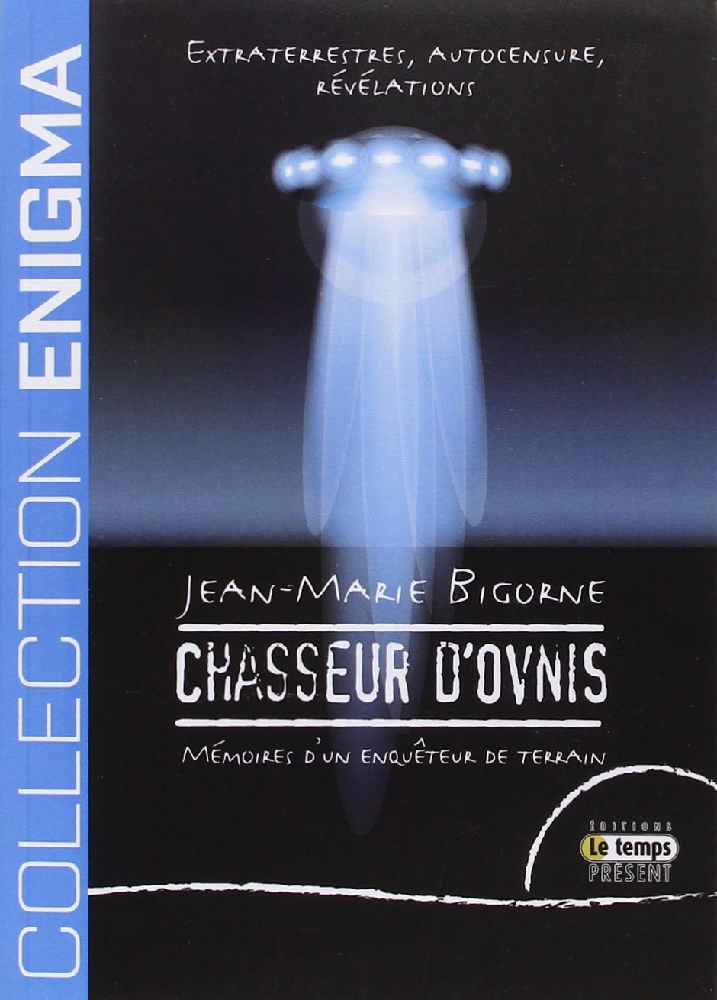 COLLECTION ENIGMA
EXTRATERRESTRES, AUTOCENSURE,
RÉVÉLATIONS
JEAN-MARIE BIGORNE
CHASSEUR D'OVNIS
MÉMOIRES D'UN ENQUÊTEUR DE TERRAIN
ÉDITIONS
Le temps
PRÉSENT